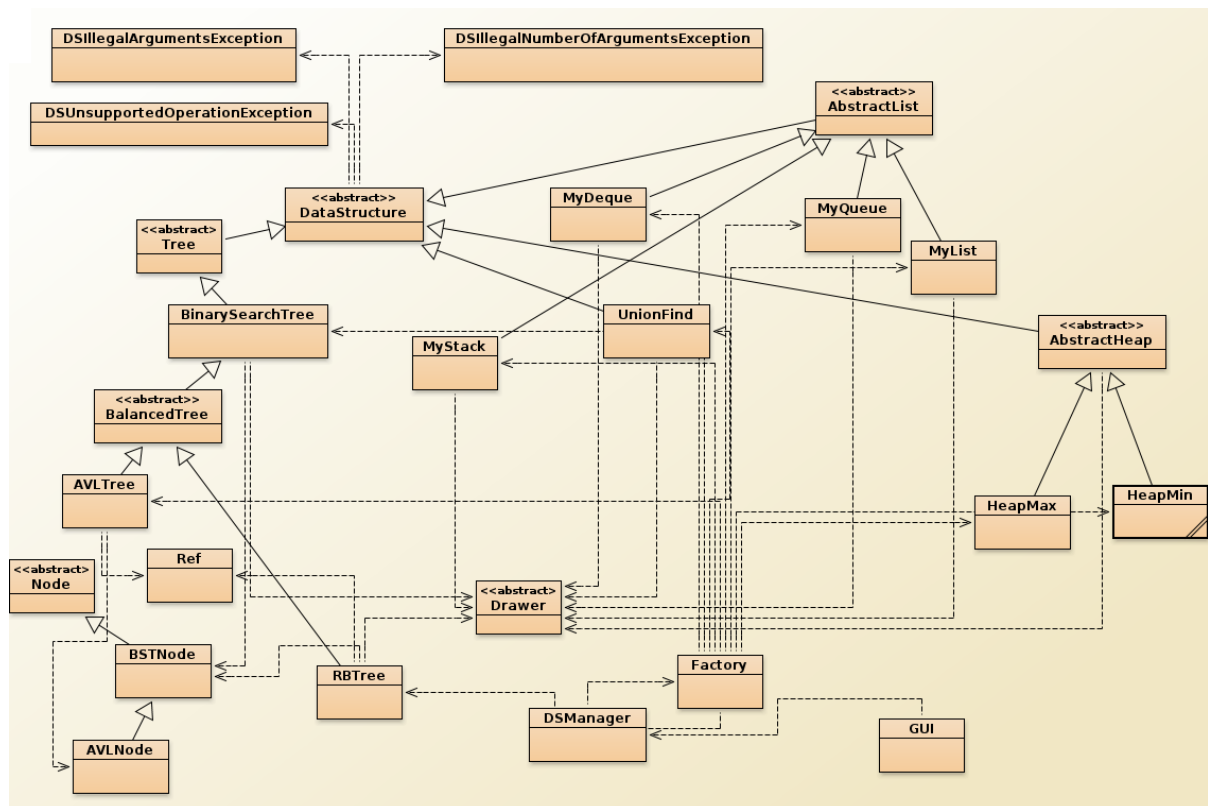 DSIllegalArgumentsException
DSIllegalNumberOfArgumentsException
DSUnsupportedOperationException
<<abstract>>
AbstractList
<<abstract>>
DataStructure
MyDeque
MyQueue
<<abstract>
Tree
MyList
BinarySearchTree
UnionFind
MyStack
<<abstract>>
AbstractHeap
<<abstract>>
BalancedTree
AVLTree
HeapMax
HeapMin
<<abstract>
Node
Ref
<<abstract>
Drawer
BSTNode
RBTree
Factory
DSManager
GUI
AVLNode